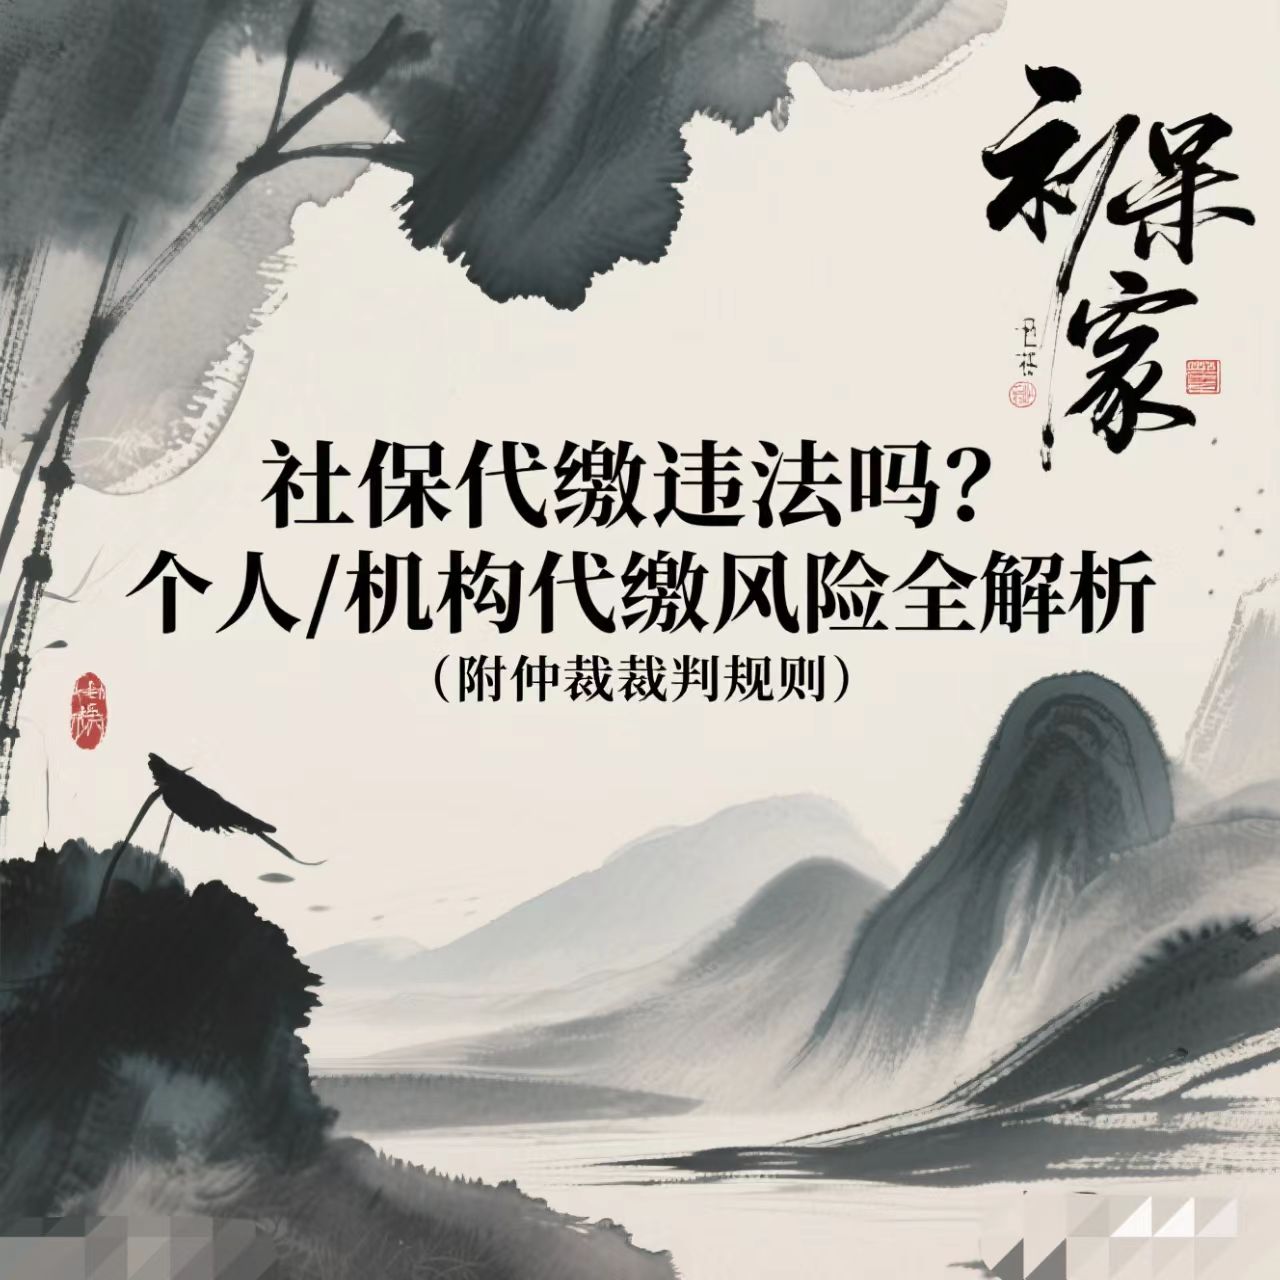 社保家
社保代缴违法吗？
个人/机构代缴风险全解析
（附仲裁裁判规则）